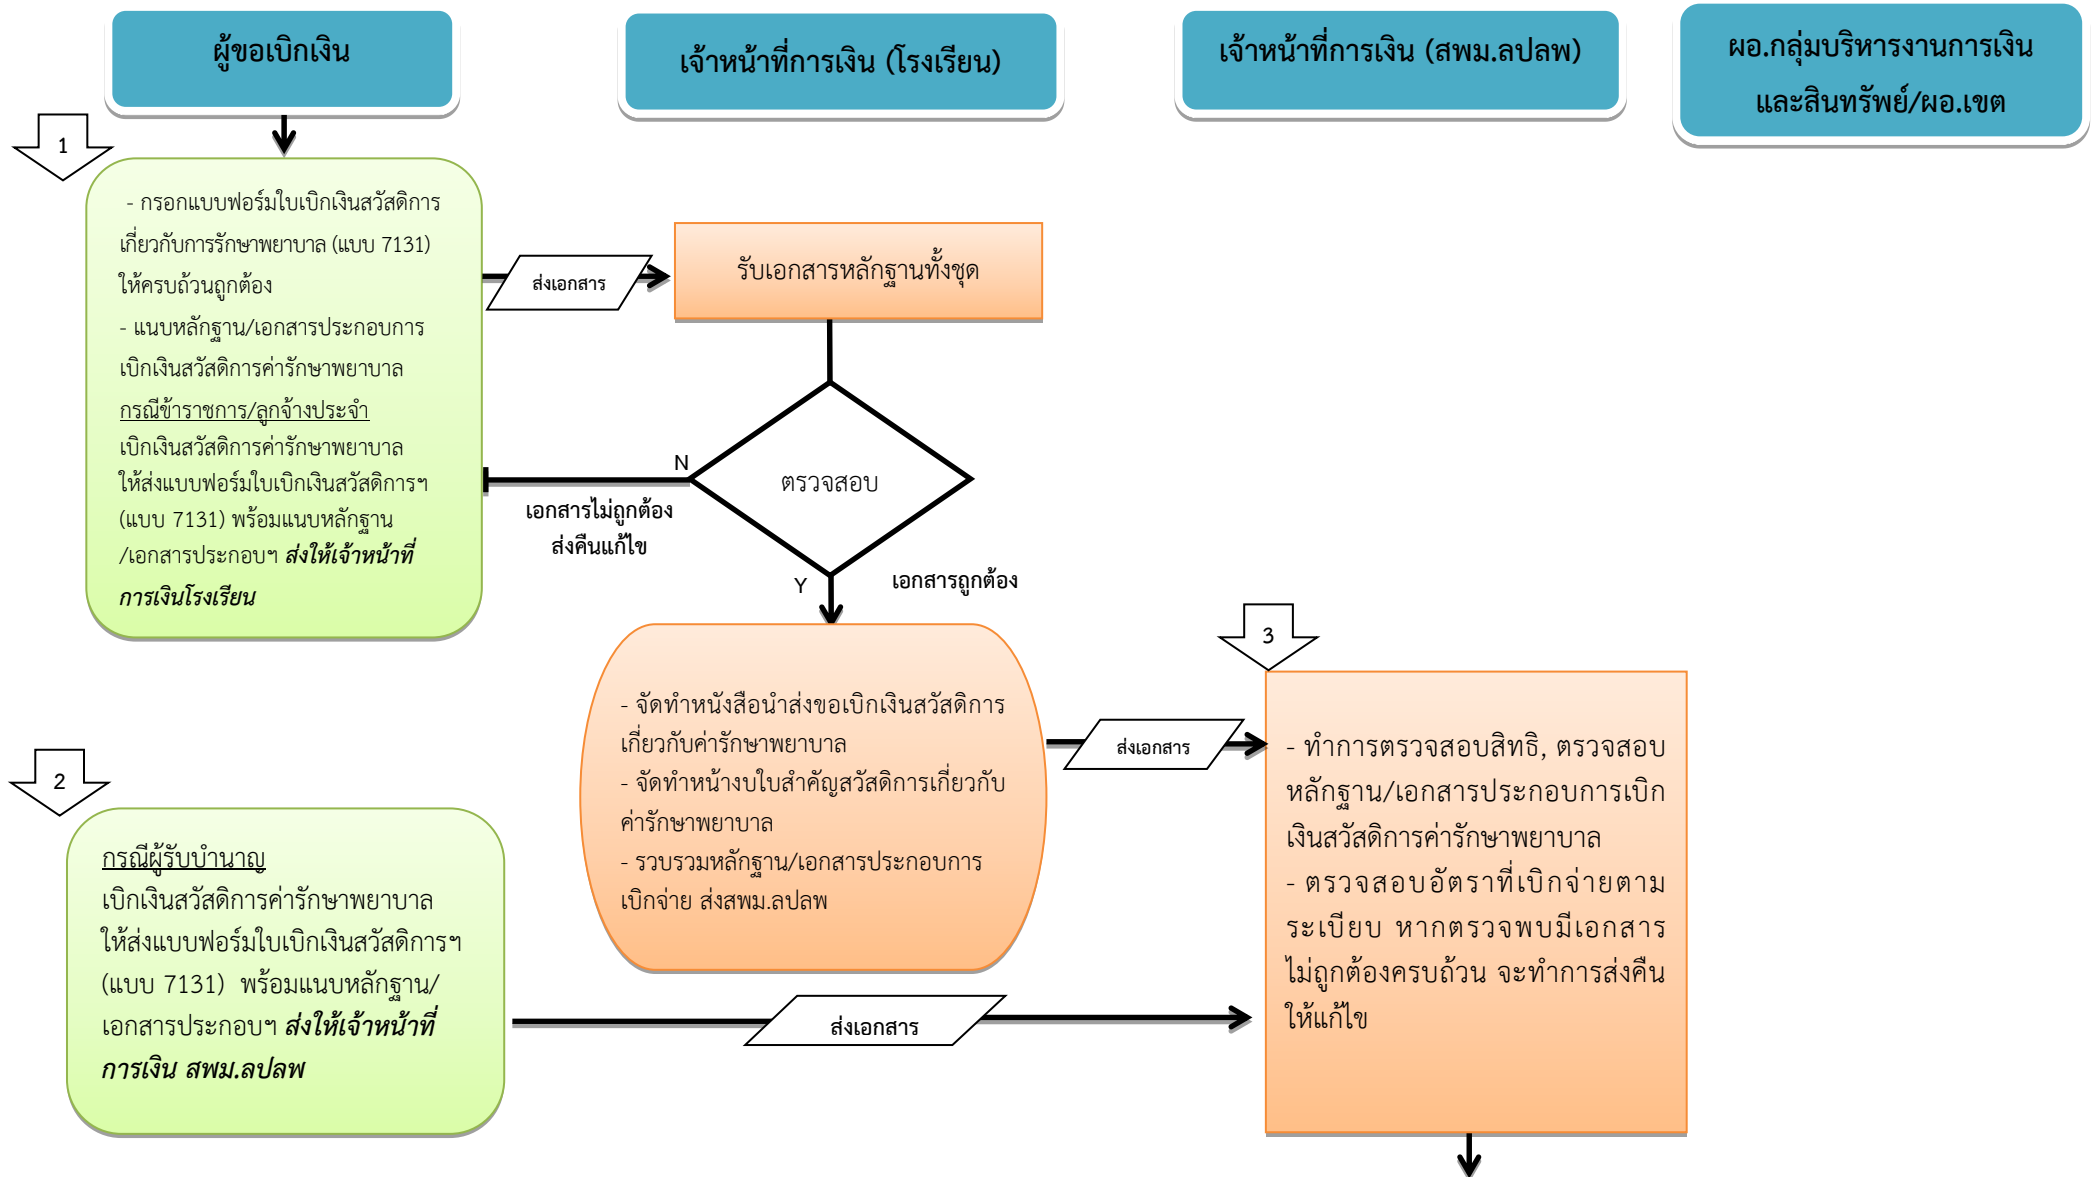 ผู้ขอเบิกเงิน
เจ้าหน้าที่การเงิน (โรงเรียน)
เจ้าหน้าที่การเงิน (สพม.ลปลพ)
ผอ.กลุ่มบริหารงานการเงิน
และสินทรัพย์/ผอ.เขต
1
- กรอกแบบฟอร์มใบเบิกเงินสวัสดิการ
เกี่ยวกับการรักษาพยาบาล (แบบ 7131)
ให้ครบถ้วนถูกต้อง
- แนบหลักฐาน/เอกสารประกอบการ
เบิกเงินสวัสดิการค่ารักษาพยาบาล
กรณีข้าราชการ/ลูกจ้างประจำ
เบิกเงินสวัสดิการค่ารักษาพยาบาล
ให้ส่งแบบฟอร์มใบเบิกเงินสวัสดิการฯ
(แบบ 7131) พร้อมแนบหลักฐาน
/เอกสารประกอบฯ ส่งให้เจ้าหน้าที่
การเงินโรงเรียน
ส่งเอกสาร
รับเอกสารหลักฐานทั้งชุด
ตรวจสอบ
N
เอกสารไม่ถูกต้อง
ส่งคืนแก้ไข
Y
เอกสารถูกต้อง
- จัดทำหนังสือนำส่งขอเบิกเงินสวัสดิการ
เกี่ยวกับค่ารักษาพยาบาล
- จัดทำหน้างบใบสำคัญสวัสดิการเกี่ยวกับ
ค่ารักษาพยาบาล
- รวบรวมหลักฐาน/เอกสารประกอบการ
เบิกจ่าย ส่งสพม.ลปลพ
ส่งเอกสาร
3
- ทำการตรวจสอบสิทธิ, ตรวจสอบ
หลักฐาน/เอกสารประกอบการเบิก
เงินสวัสดิการค่ารักษาพยาบาล
- ตรวจสอบอัตราที่เบิกจ่ายตาม
ระเบียบ หากตรวจพบมีเอกสาร
ไม่ถูกต้องครบถ้วน จะทำการส่งคืน
ให้แก้ไข
2
กรณีผู้รับบำนาญ
เบิกเงินสวัสดิการค่ารักษาพยาบาล
ให้ส่งแบบฟอร์มใบเบิกเงินสวัสดิการฯ
(แบบ 7131) พร้อมแนบหลักฐาน/
เอกสารประกอบฯ ส่งให้เจ้าหน้าที่
การเงิน สพม.ลปลพ
ส่งเอกสาร